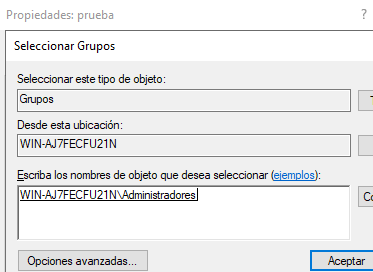 Propiedades: prueba ?
Seleccionar Grupos
Seleccionar este tipo de objeto:
Grupos
Desde esta ubicación:
WIN-AJ7FECFU21N
Escriba los nombres de objeto que desea seleccionar (ejemplos):
WIN-AJ7FECFU21N\Administradores
Opciones avanzadas... Aceptar